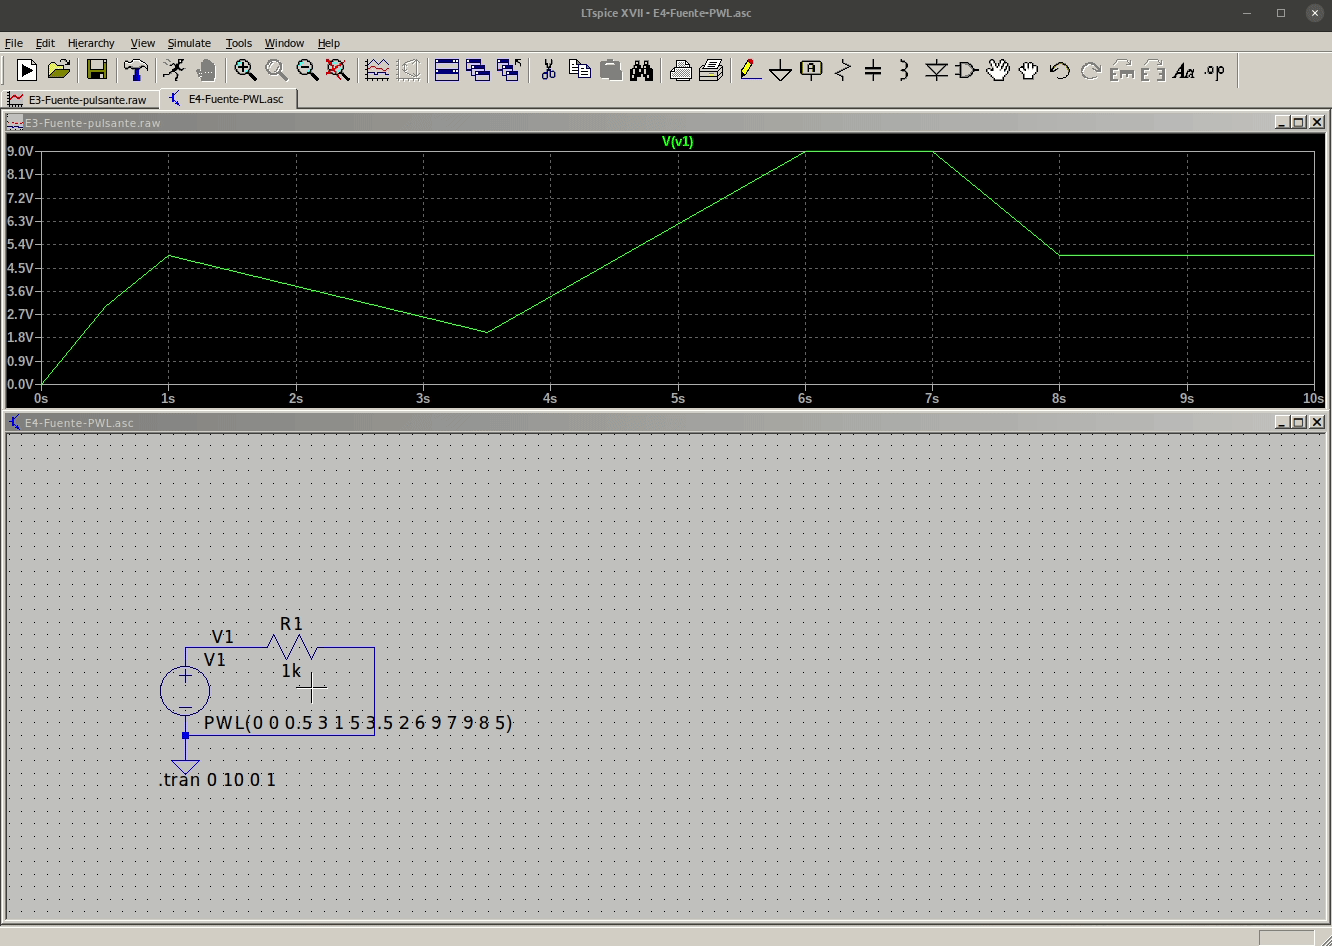 LTspice XVII - E4-Fuente-PWL.asc
File Edit Hierarchy View Simulate Tools Window Help
A Aa .op
E3-Fuente-pulsante.raw E4-Fuente-PWL.asc
E3-Fuente-pulsante.raw
V(v1)
9.0V
8.1V
7.2V
6.3V
5.4V
4.5V
3.6V
2.7V
1.8V
0.9V
0.0V
0s 1s 2s 3s 4s 5s 6s 7s 8s 9s 10s
E4-Fuente-PWL.asc
R1
V1
V1
1k
PWL(0 0 0.5 3 1 5 3.5 2 6 9 7 9 8 5)
.tran 0 10 0 1